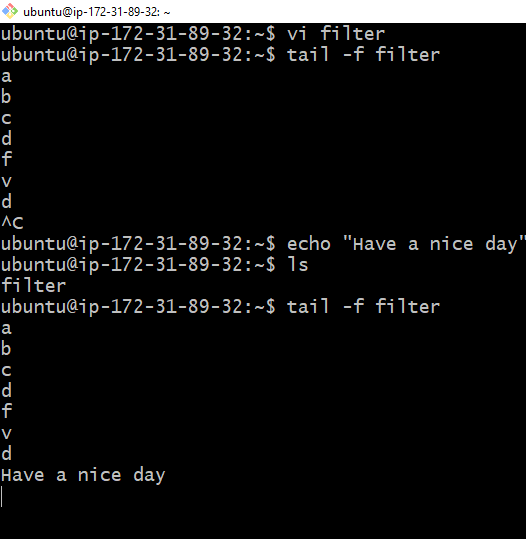 ubuntu@ip-172-31-89-32: ~
ubuntu@ip-172-31-89-32:~$ vi filter
ubuntu@ip-172-31-89-32:~$ tail -f filter
a
b
c
d
f
v
d
^C
ubuntu@ip-172-31-89-32:~$ echo "Have a nice day"
ubuntu@ip-172-31-89-32:~$ ls
filter
ubuntu@ip-172-31-89-32:~$ tail -f filter
a
b
c
d
f
v
d
Have a nice day